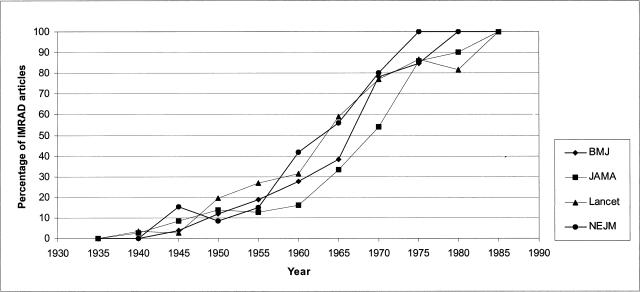 Percentage of IMRAD articles
100
90
80
70
60
50
40
30
20
10
0
1930 1935 1940 1945 1950 1955 1960 1965 1970 1975 1980 1985 1990
Year
BMJ
JAMA
Lancet
NEJM